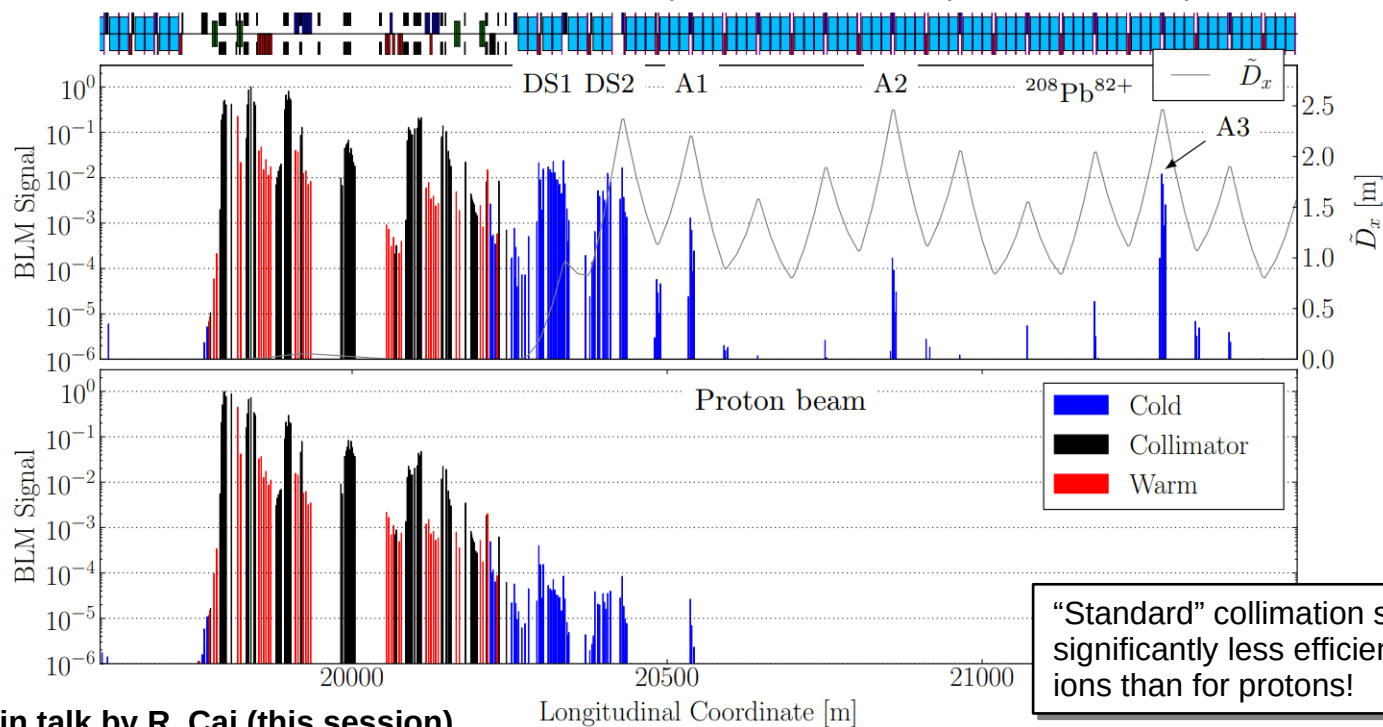 DS1 DS2 A1 A2 ²⁰⁸Pb⁸²⁺ D̃ₓ
A3
10⁰
10⁻¹
10⁻²
10⁻³
10⁻⁴
10⁻⁵
10⁻⁶
BLM Signal
2.5
2.0
1.5
1.0
0.5
0.0
D̃ₓ [m]
Proton beam
10⁰
10⁻¹
10⁻²
10⁻³
10⁻⁴
10⁻⁵
10⁻⁶
BLM Signal
Cold
Collimator
Warm
20000 20500 21000
Longitudinal Coordinate [m]
“Standard” collimation s
significantly less efficien
ions than for protons!
in talk by R. Cai (this session)